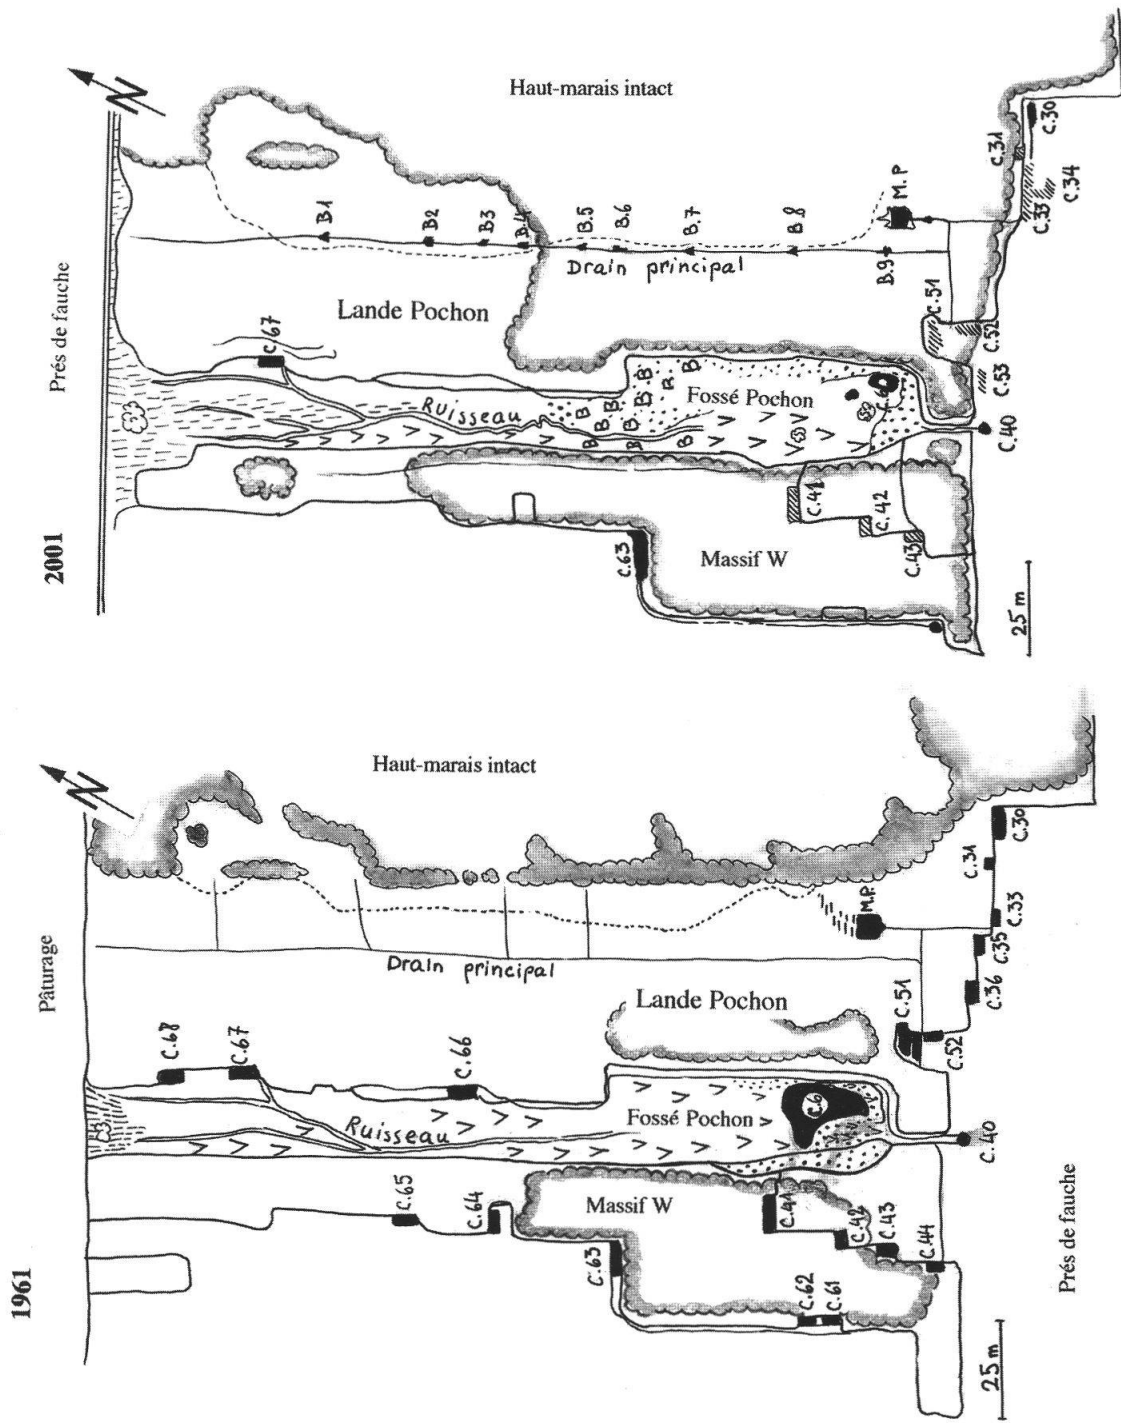 2001
N
Prés de fauche
Haut-marais intact
B.1
B2
B.3
B.4
B.5
B.6
B.7
B.8
B.9
M.P
Drain principal
Lande Pochon
C.67
Ruisseau
B
B
B
B
B
B
B
B
B
B
Fossé Pochon
C.6
C.30
C.31
C.33
C.34
C.51
C.52
C.53
C.40
C.41
C.42
C.43
C.63
Massif W
25 m
1961
N
Pâturage
Haut-marais intact
M.P.
Drain principal
Lande Pochon
C.68
C.67
C.66
Ruisseau
Fossé Pochon
C.6
C.30
C.31
C.33
C.35
C.36
C.51
C.52
C.40
C.65
C.64
C.63
C.62
C.61
Massif W
C.41
C.42
C.43
C.44
Prés de fauche
25 m